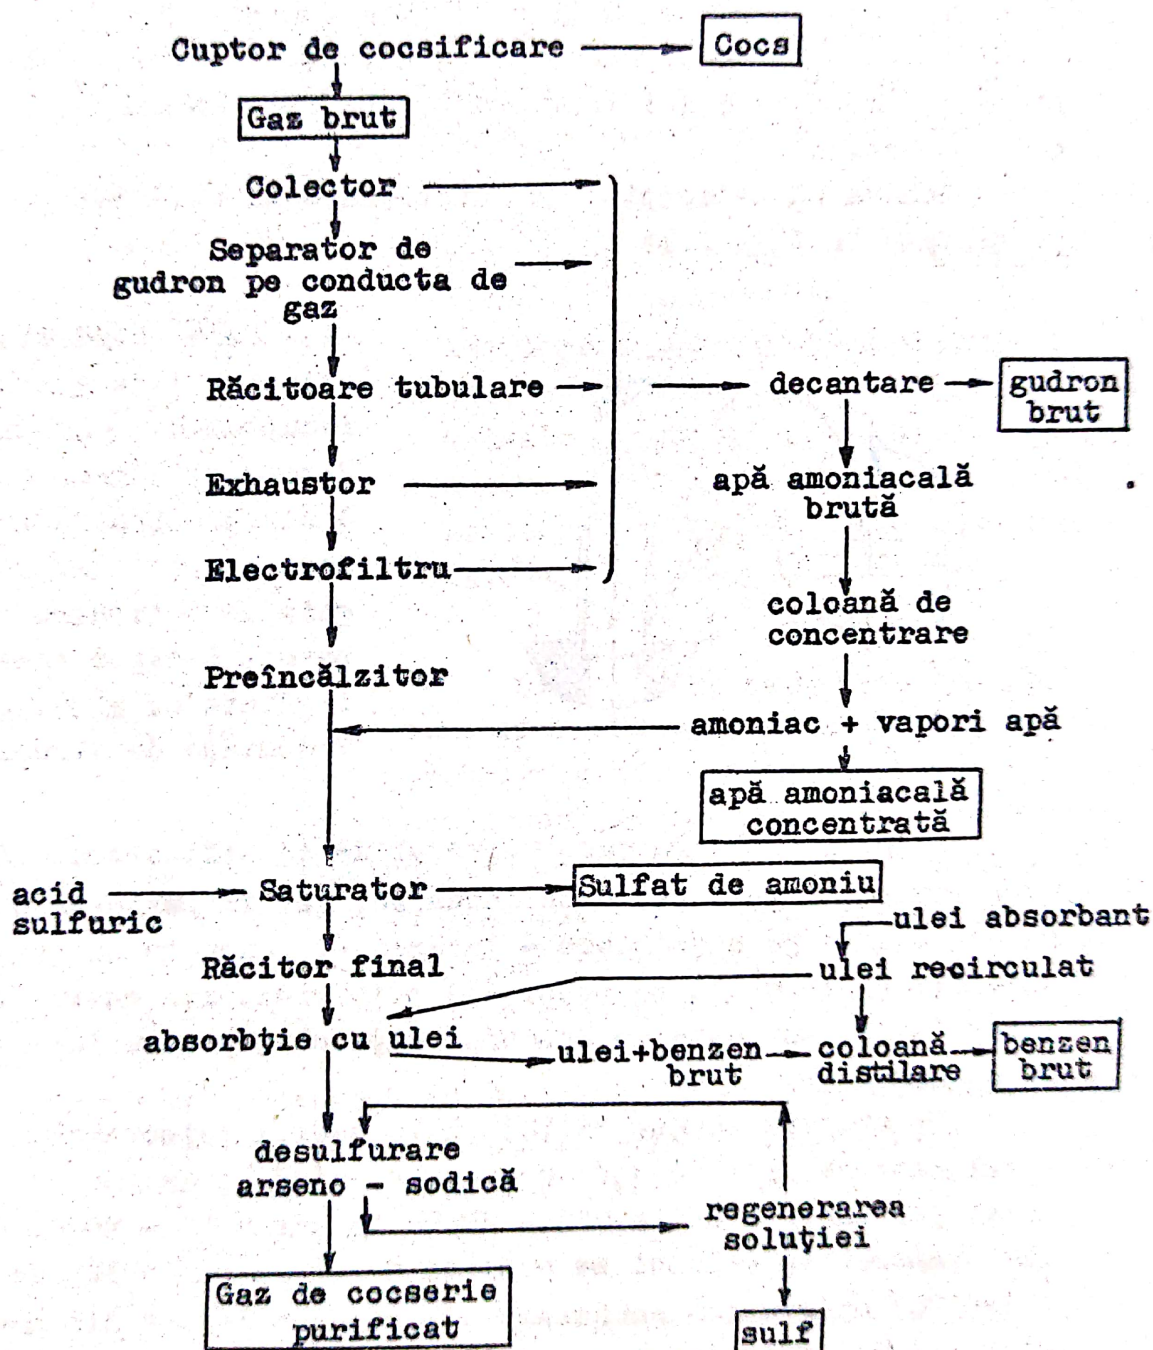 Cuptor de cocsificare
Cocs
Gaz brut
Colector
Separator de
gudron pe conducta de
gaz
Răcitoare tubulare
decantare
gudron
brut
Exhaustor
apă amoniacală
brută
Electrofiltru
coloană de
concentrare
Preîncălzitor
amoniac + vapori apă
apă amoniacală
concentrată
acid
sulfuric
Saturator
Sulfat de amoniu
ulei absorbant
Răcitor final
ulei recirculat
absorbţie cu ulei
ulei+benzen
brut
coloană
distilare
benzen
brut
desulfurare
arseno - sodică
regenerarea
soluţiei
Gaz de cocserie
purificat
sulf